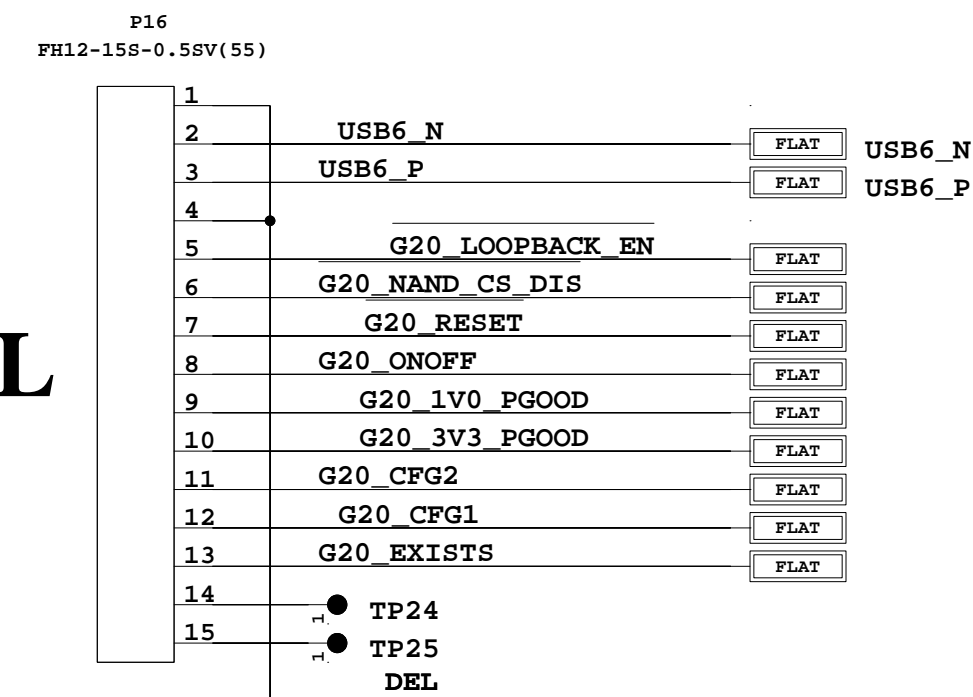 P16
FH12-15S-0.5SV(55)
1
2 USB6_N FLAT USB6_N
3 USB6_P FLAT USB6_P
4
5 G20_LOOPBACK_EN FLAT
6 G20_NAND_CS_DIS FLAT
7 G20_RESET FLAT
L
8 G20_ONOFF FLAT
9 G20_1V0_PGOOD FLAT
10 G20_3V3_PGOOD FLAT
11 G20_CFG2 FLAT
12 G20_CFG1 FLAT
13 G20_EXISTS FLAT
14 1 TP24
15 1 TP25
DEL